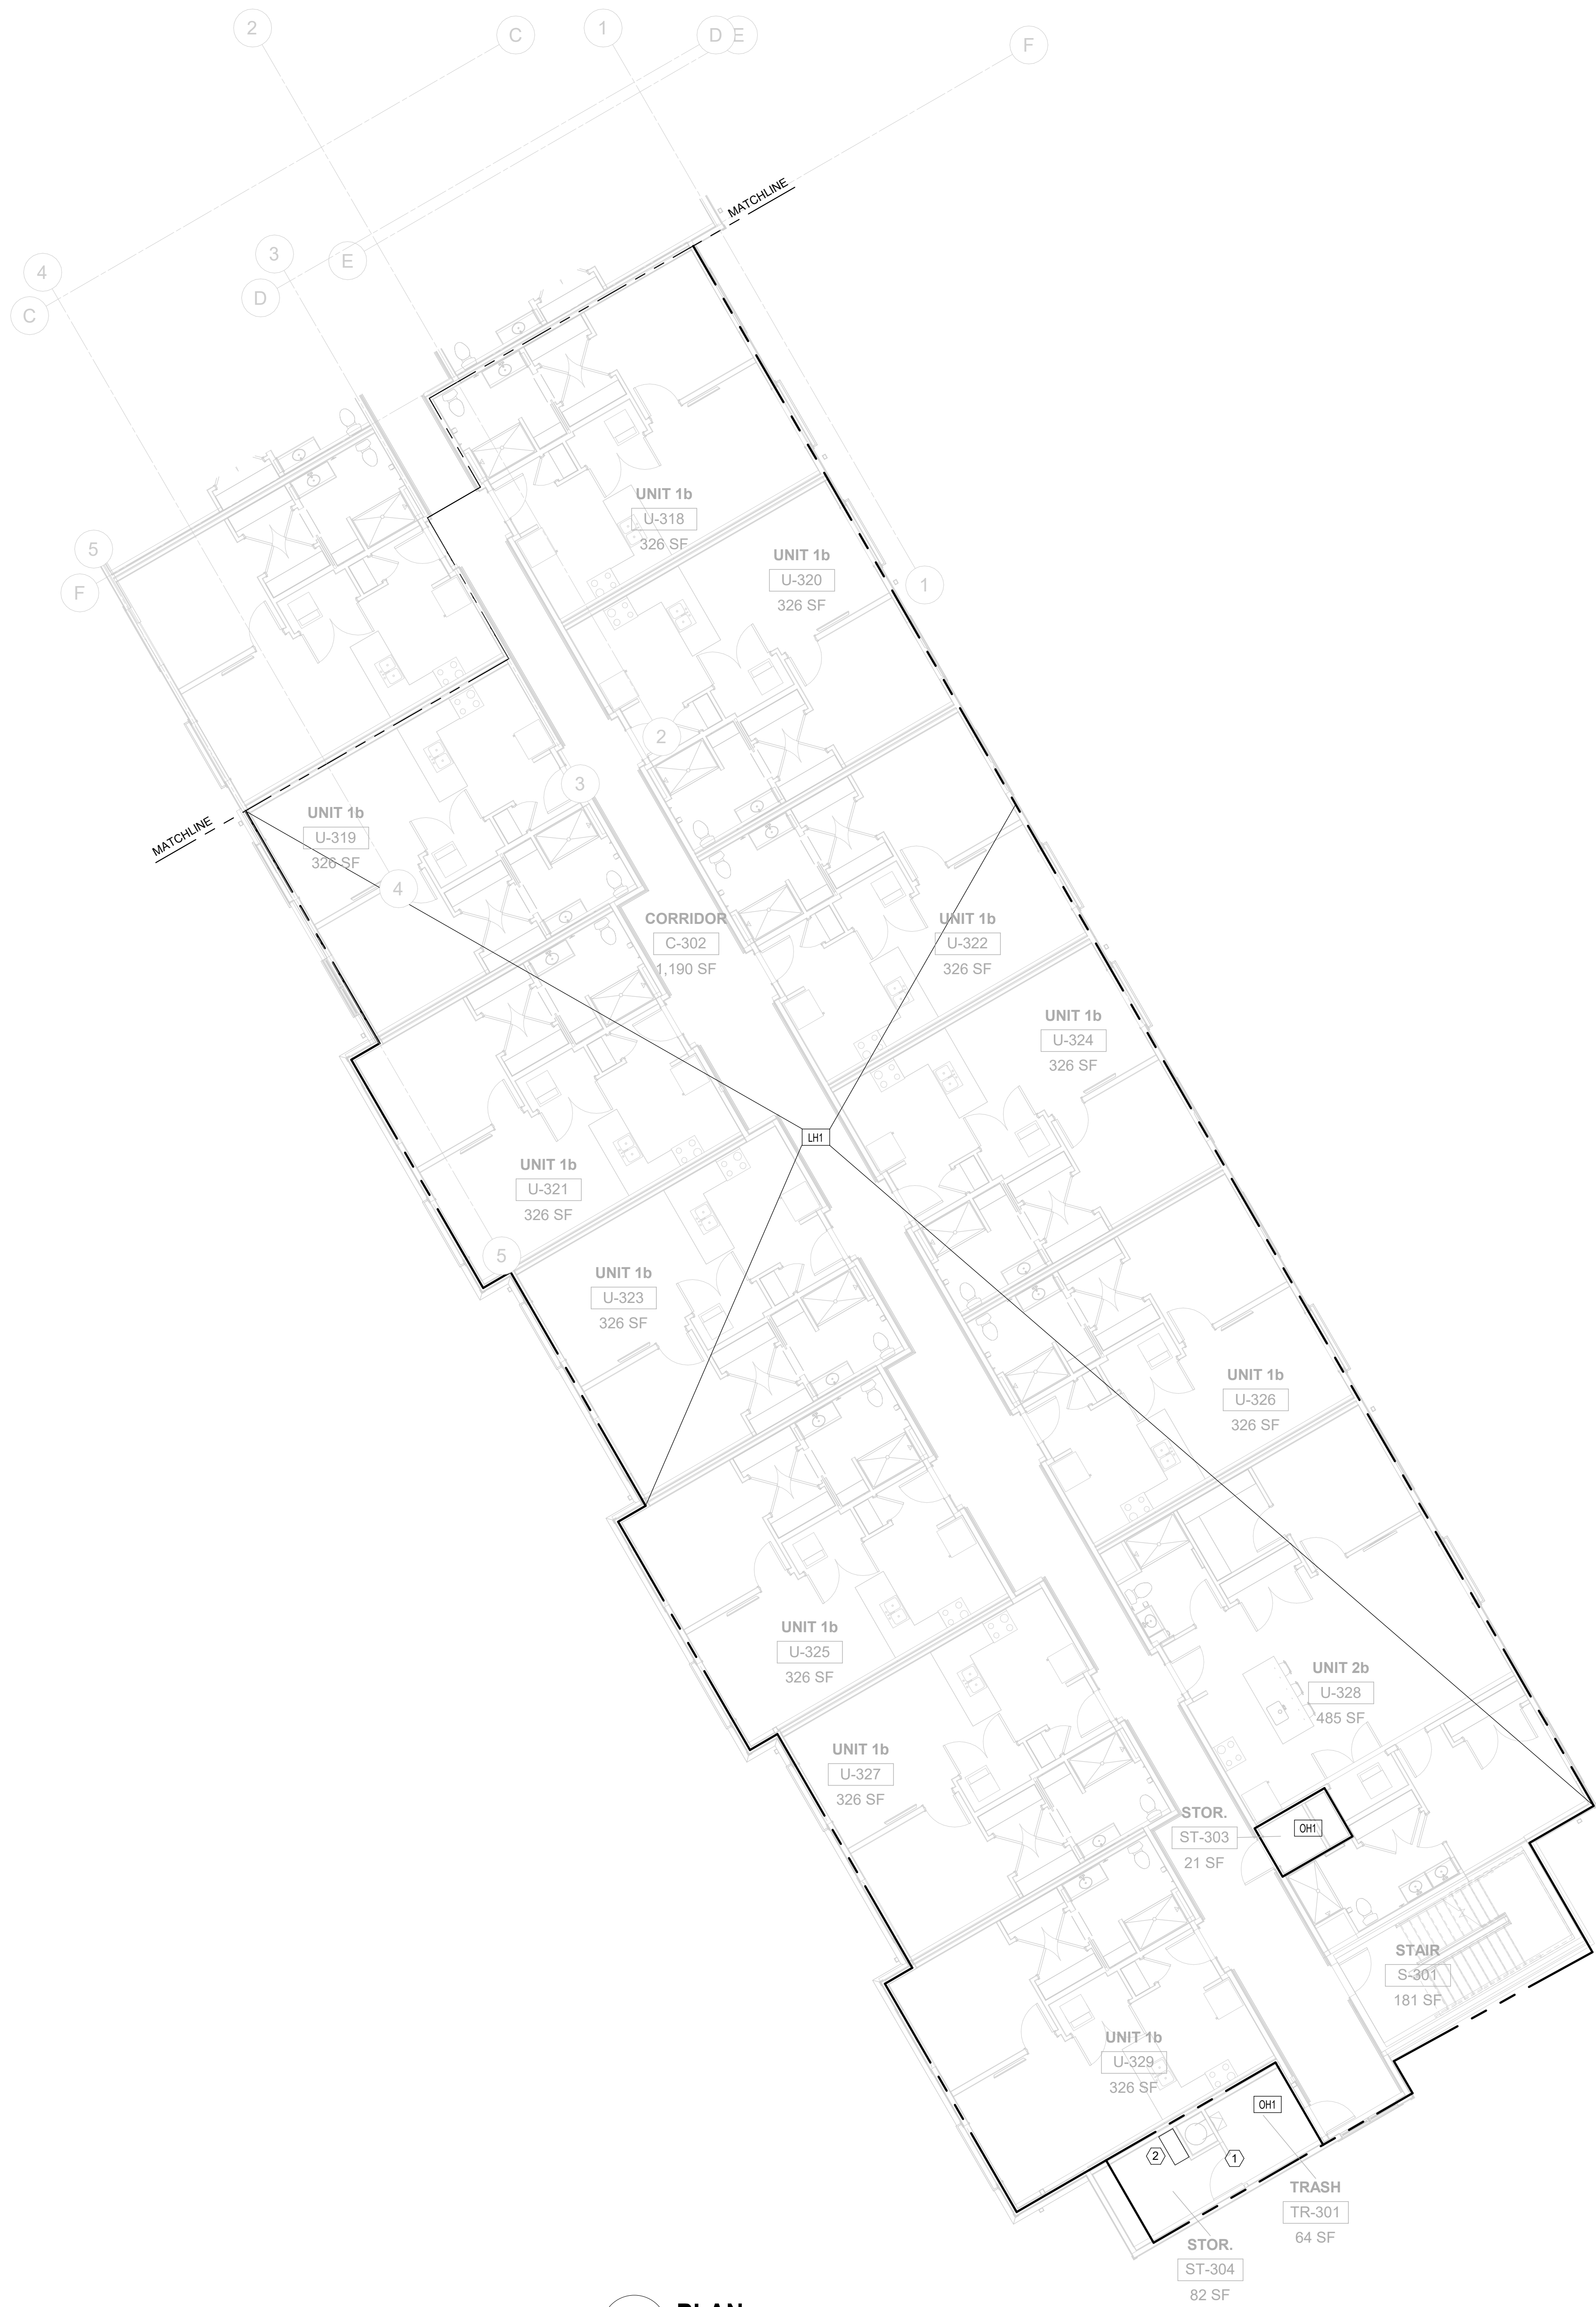 2
C
1
D
E
F
MATCHLINE
4
3
E
D
C
UNIT 1b
U-318
326 SF
5
F
UNIT 1b
U-320
326 SF
1
2
3
UNIT 1b
U-319
326 SF
MATCHLINE
4
CORRIDOR
C-302
1,190 SF
UNIT 1b
U-322
326 SF
UNIT 1b
U-324
326 SF
LH1
UNIT 1b
U-321
326 SF
5
UNIT 1b
U-323
326 SF
UNIT 1b
U-326
326 SF
UNIT 1b
U-325
326 SF
UNIT 2b
U-328
485 SF
UNIT 1b
U-327
326 SF
STOR.
ST-303
21 SF
OH1
STAIR
S-301
181 SF
UNIT 1b
U-329
326 SF
OH1
2
1
TRASH
TR-301
64 SF
STOR.
ST-304
82 SF
PLAN